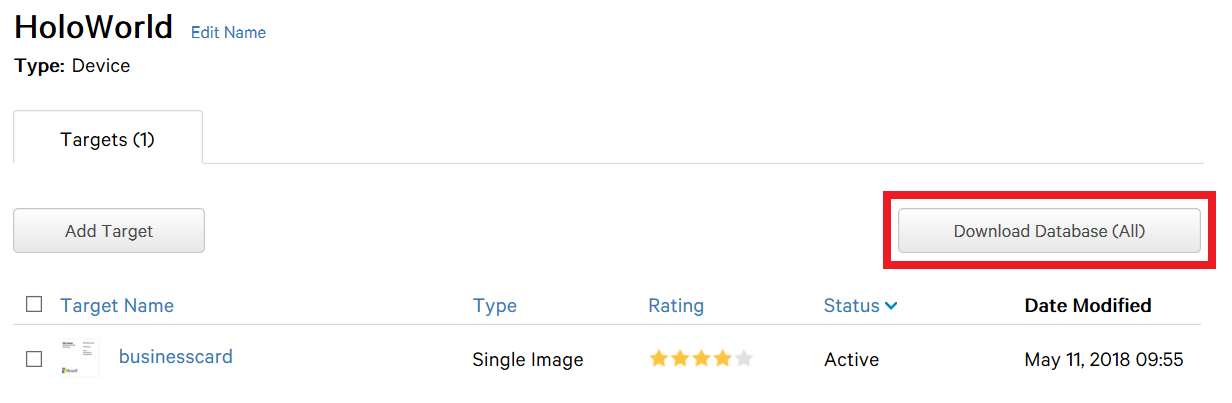 HoloWorld Edit Name
Type: Device
Targets (1)
Add Target Download Database (All)
Target Name Type Rating Status Date Modified
businesscard Single Image Active May 11, 2018 09:55